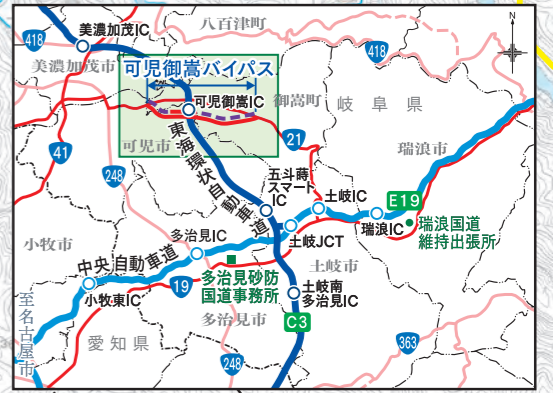 八百津町
N
418
美濃加茂IC
418
美濃加茂市
可児御嵩バイパス
可児御嵩IC
御嵩町
岐阜県
可児市
21
瑞浪市
41
248
東海環状自動車道
五斗蒔
スマート
IC
土岐IC
E19
瑞浪IC
瑞浪国道
維持出張所
小牧市
多治見IC
土岐JCT
中央自動車道
多治見砂防
国道事務所
土岐市
小牧東IC
19
土岐南
多治見IC
至名古屋市
多治見市
C3
愛知県
248
363